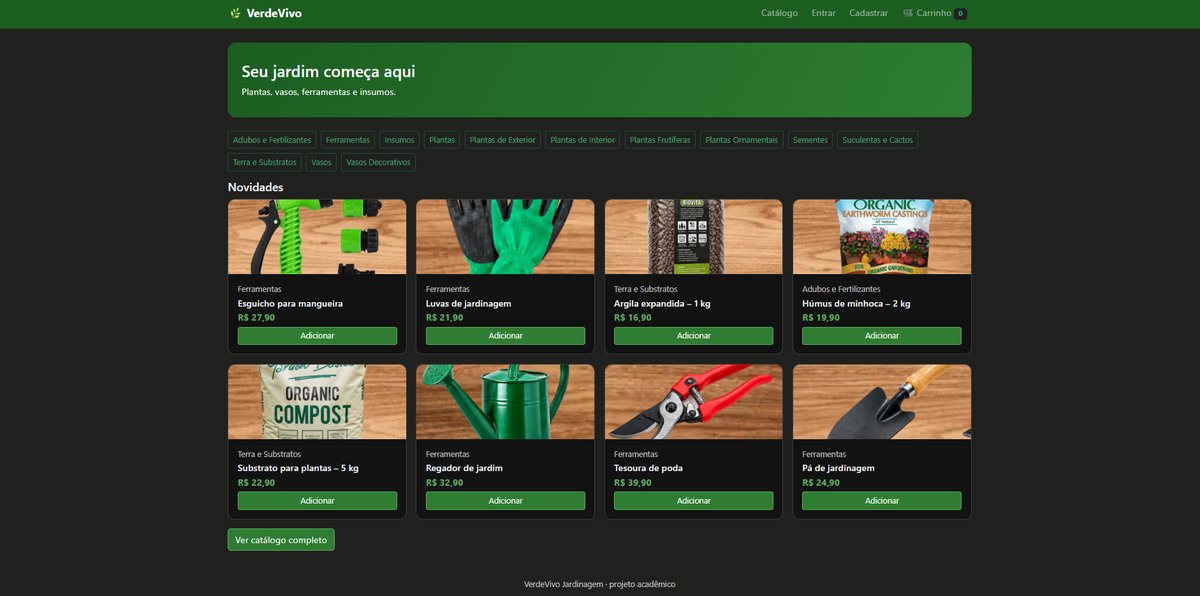 VerdeVivo
Catálogo Entrar Cadastrar Carrinho 0
Seu jardim começa aqui
Plantas, vasos, ferramentas e insumos.
Adubos e Fertilizantes Ferramentas Insumos Plantas Plantas de Exterior Plantas de Interior Plantas Frutíferas Plantas Ornamentais Sementes Suculentas e Cactos
Terra e Substratos Vasos Vasos Decorativos
Novidades
ORGANIC
EARTHWORM CASTINGS
All Natural!
FOR ORGANIC GARDENING
Ferramentas
Esguicho para mangueira
R$ 27,90
Adicionar
Ferramentas
Luvas de jardinagem
R$ 21,90
Adicionar
Terra e Substratos
Argila expandida – 1 kg
R$ 16,90
Adicionar
Adubos e Fertilizantes
Húmus de minhoca – 2 kg
R$ 19,90
Adicionar
ORGANIC
COMPOST
Terra e Substratos
Substrato para plantas – 5 kg
R$ 22,90
Adicionar
Ferramentas
Regador de jardim
R$ 32,90
Adicionar
Ferramentas
Tesoura de poda
R$ 39,90
Adicionar
Ferramentas
Pá de jardinagem
R$ 24,90
Adicionar
Ver catálogo completo
VerdeVivo Jardinagem · projeto acadêmico